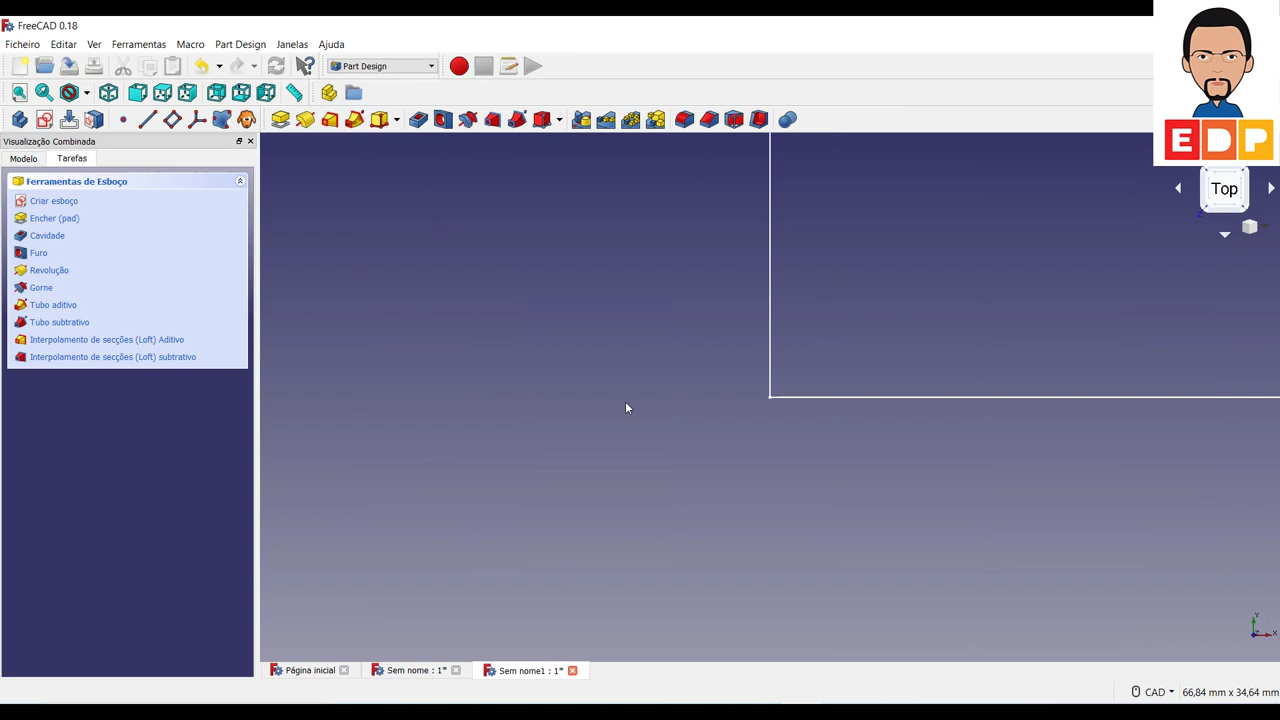 FreeCAD 0.18
Ficheiro Editar Ver Ferramentas Macro Part Design Janelas Ajuda
Part Design
EDP
Visualização Combinada
Modelo Tarefas
Ferramentas de Esboço
Criar esboço
Encher (pad)
Cavidade
Furo
Revolução
Gorne
Tubo aditivo
Tubo subtrativo
Interpolamento de secções (Loft) Aditivo
Interpolamento de secções (Loft) subtrativo
Top
Z
Y
X
Página inicial Sem nome : 1* Sem nome1 : 1*
CAD 66,84 mm x 34,64 mm